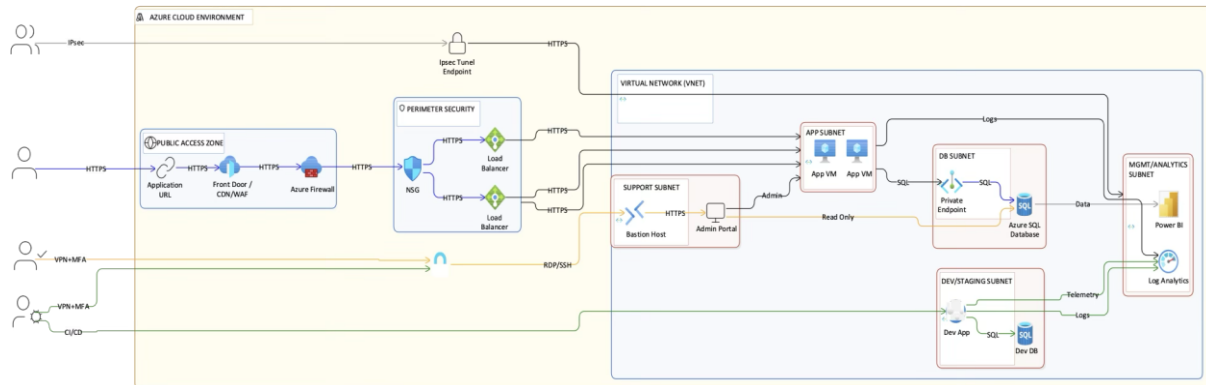 AZURE CLOUD ENVIRONMENT
IPsec
Ipsec Tunel
Endpoint
HTTPS
VIRTUAL NETWORK (VNET)
PERIMETER SECURITY
PUBLIC ACCESS ZONE
HTTPS
Application
URL
HTTPS
Front Door /
CDN/WAF
HTTPS
Azure Firewall
HTTPS
NSG
HTTPS
HTTPS
Load
Balancer
Load
Balancer
HTTPS
HTTPS
HTTPS
APP SUBNET
App VM
App VM
Logs
SQL
DB SUBNET
Private
Endpoint
SQL
Azure SQL
Database
Data
MGMT/ANALYTICS
SUBNET
Power BI
Log Analytics
SUPPORT SUBNET
Bastion Host
HTTPS
Admin Portal
Admin
Read Only
VPN+MFA
RDP/SSH
VPN+MFA
CI/CD
DEV/STAGING SUBNET
Dev App
SQL
Dev DB
Telemetry
Logs